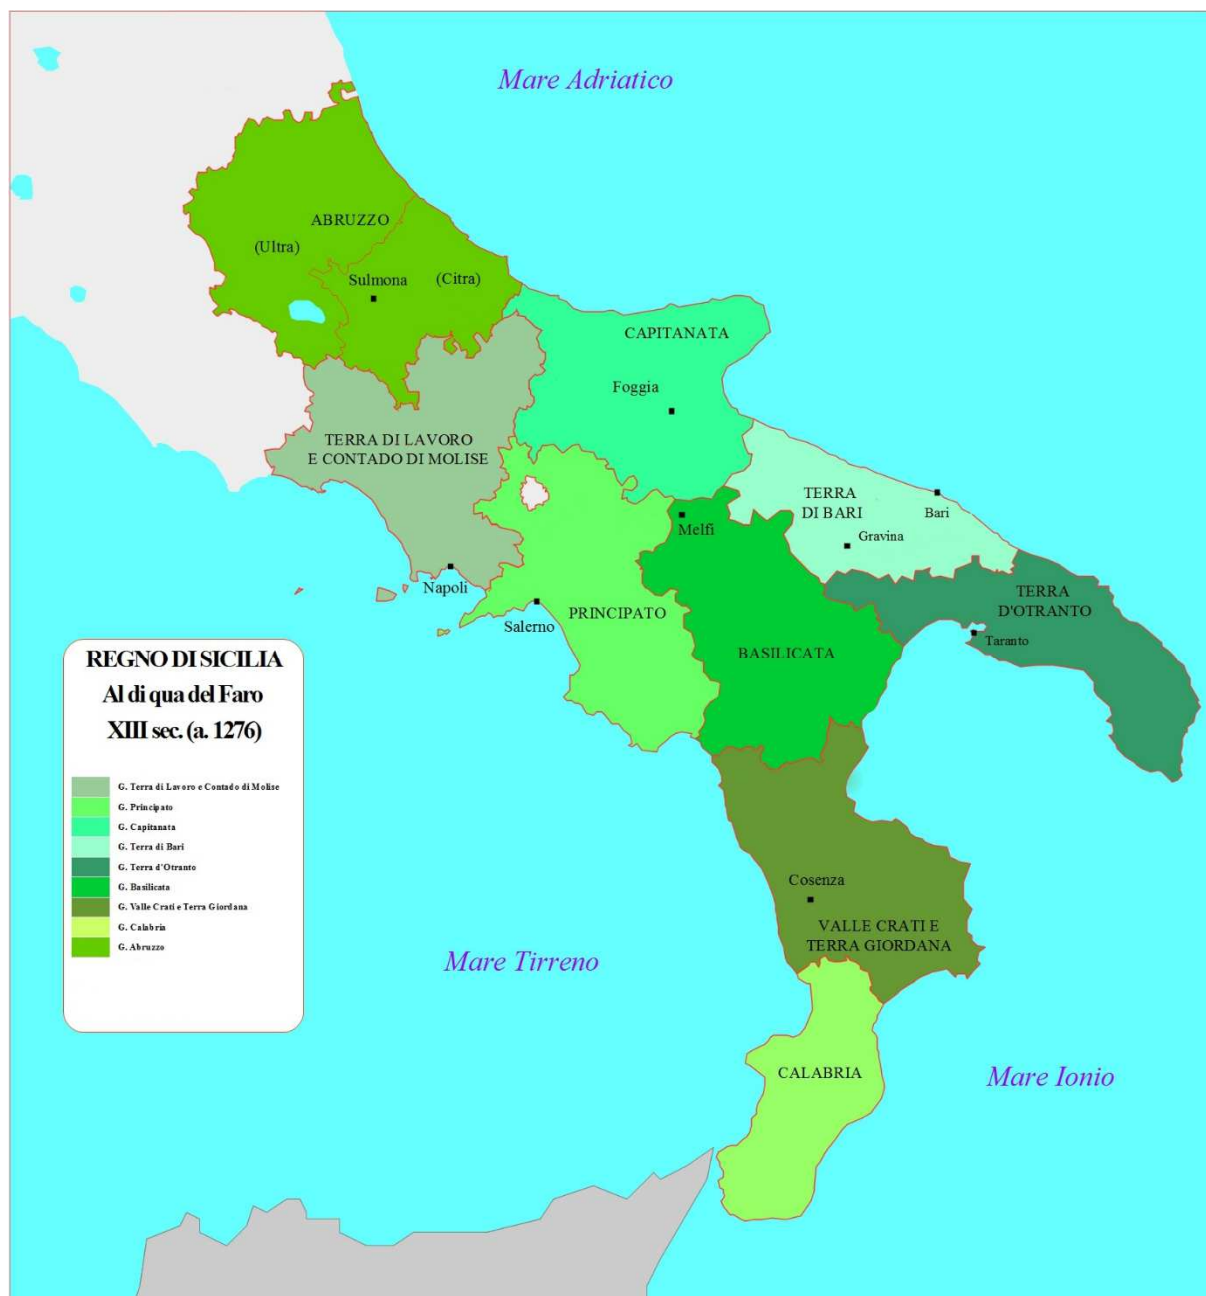 Mare Adriatico
ABRUZZO
(Ultra)
Sulmona
(Citra)
CAPITANATA
Foggia
TERRA DI LAVORO
E CONTADO DI MOLISE
TERRA
DI BARI
Bari
Melfi
Gravina
Napoli
Salerno
PRINCIPATO
TERRA
D'OTRANTO
Taranto
BASILICATA
REGNO DI SICILIA
Al di qua del Faro
XIII sec. (a. 1276)
G. Terra di Lavoro e Contado di Molise
G. Principato
G. Capitanata
G. Terra di Bari
G. Terra d'Otranto
G. Basilicata
G. Valle Crati e Terra Giordana
G. Calabria
G. Abruzzo
Cosenza
VALLE CRATI E
TERRA GIORDANA
Mare Tirreno
CALABRIA
Mare Ionio